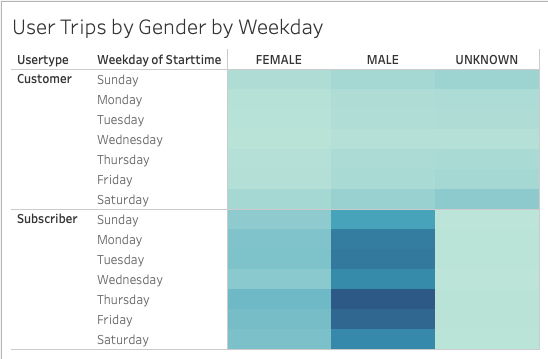 User Trips by Gender by Weekday
Usertype Weekday of Starttime FEMALE MALE UNKNOWN
Customer Sunday
Monday
Tuesday
Wednesday
Thursday
Friday
Saturday
Subscriber Sunday
Monday
Tuesday
Wednesday
Thursday
Friday
Saturday